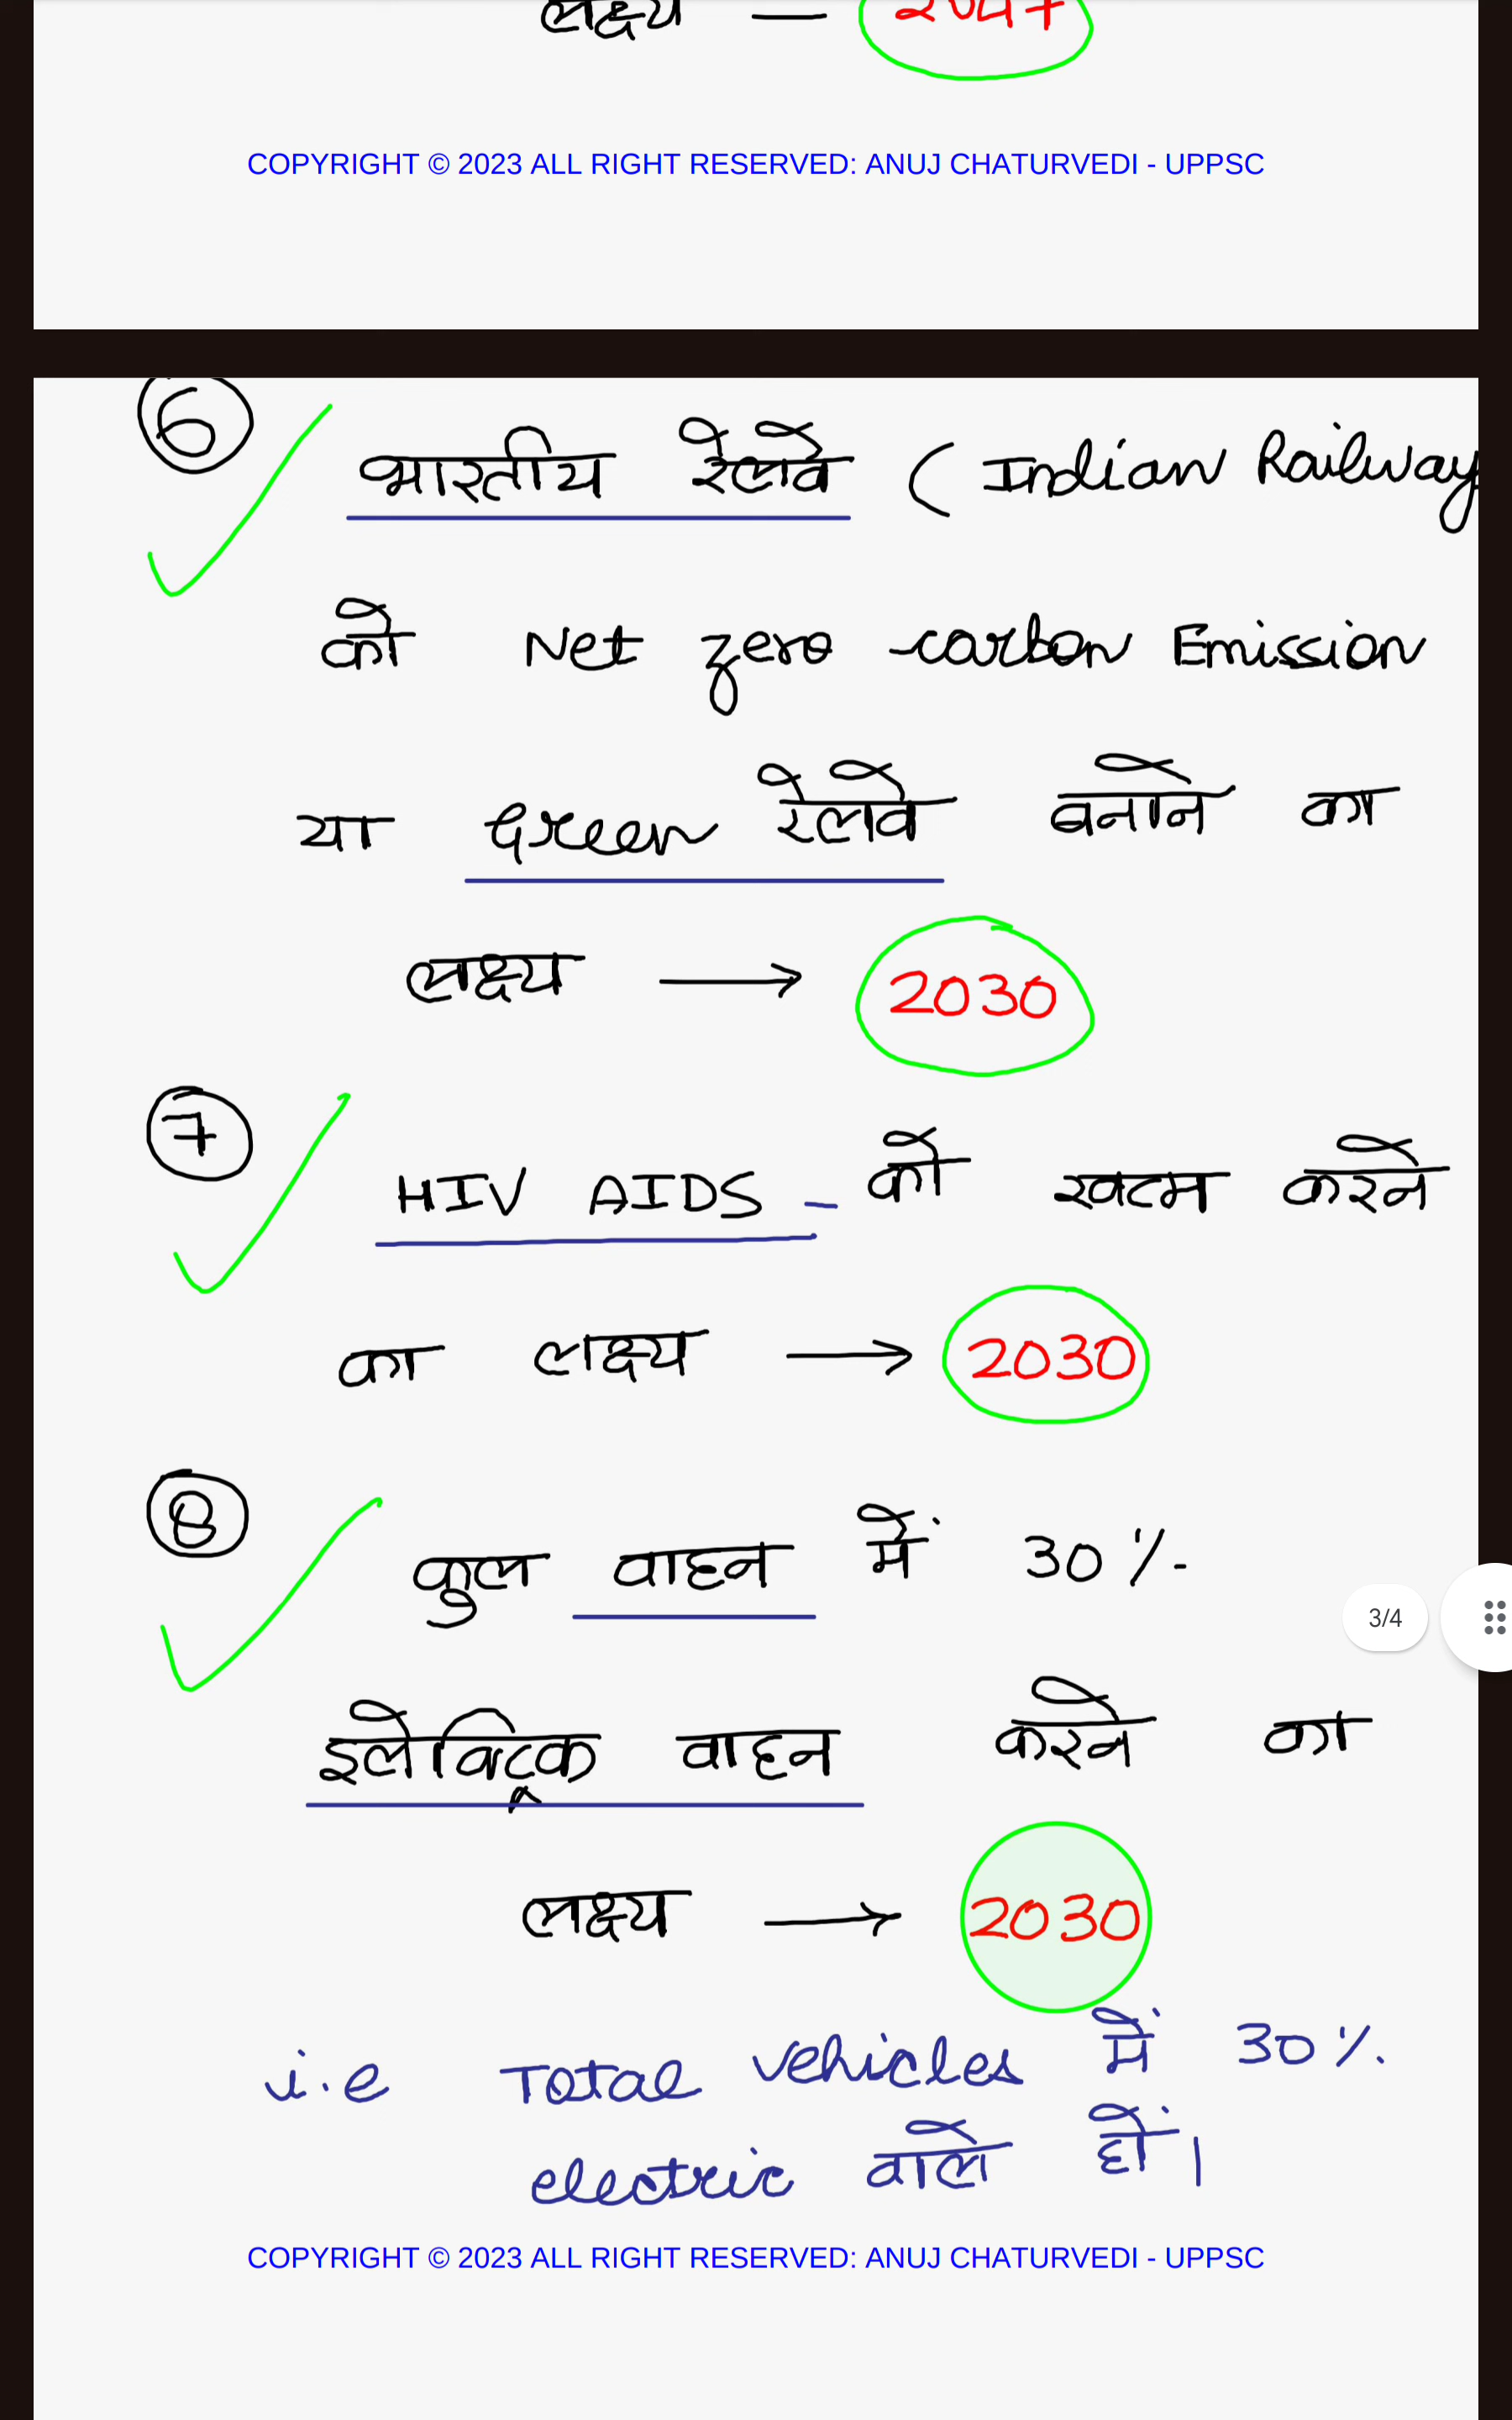 लक्ष्य — 2047
COPYRIGHT © 2023 ALL RIGHT RESERVED: ANUJ CHATURVEDI - UPPSC
6 भारतीय रेलवे ( Indian Railway
को Net zero carbon Emission
या Green रेलवे बनाने का
लक्ष्य → 2030
7 HIV AIDS - को खत्म करने
का लक्ष्य → 2030
8 कुल वाहन में 30%
3/4
इलेक्ट्रिक वाहन करने का
लक्ष्य → 2030
i.e Total vehicles में 30%.
electric वाले हों।
COPYRIGHT © 2023 ALL RIGHT RESERVED: ANUJ CHATURVEDI - UPPSC